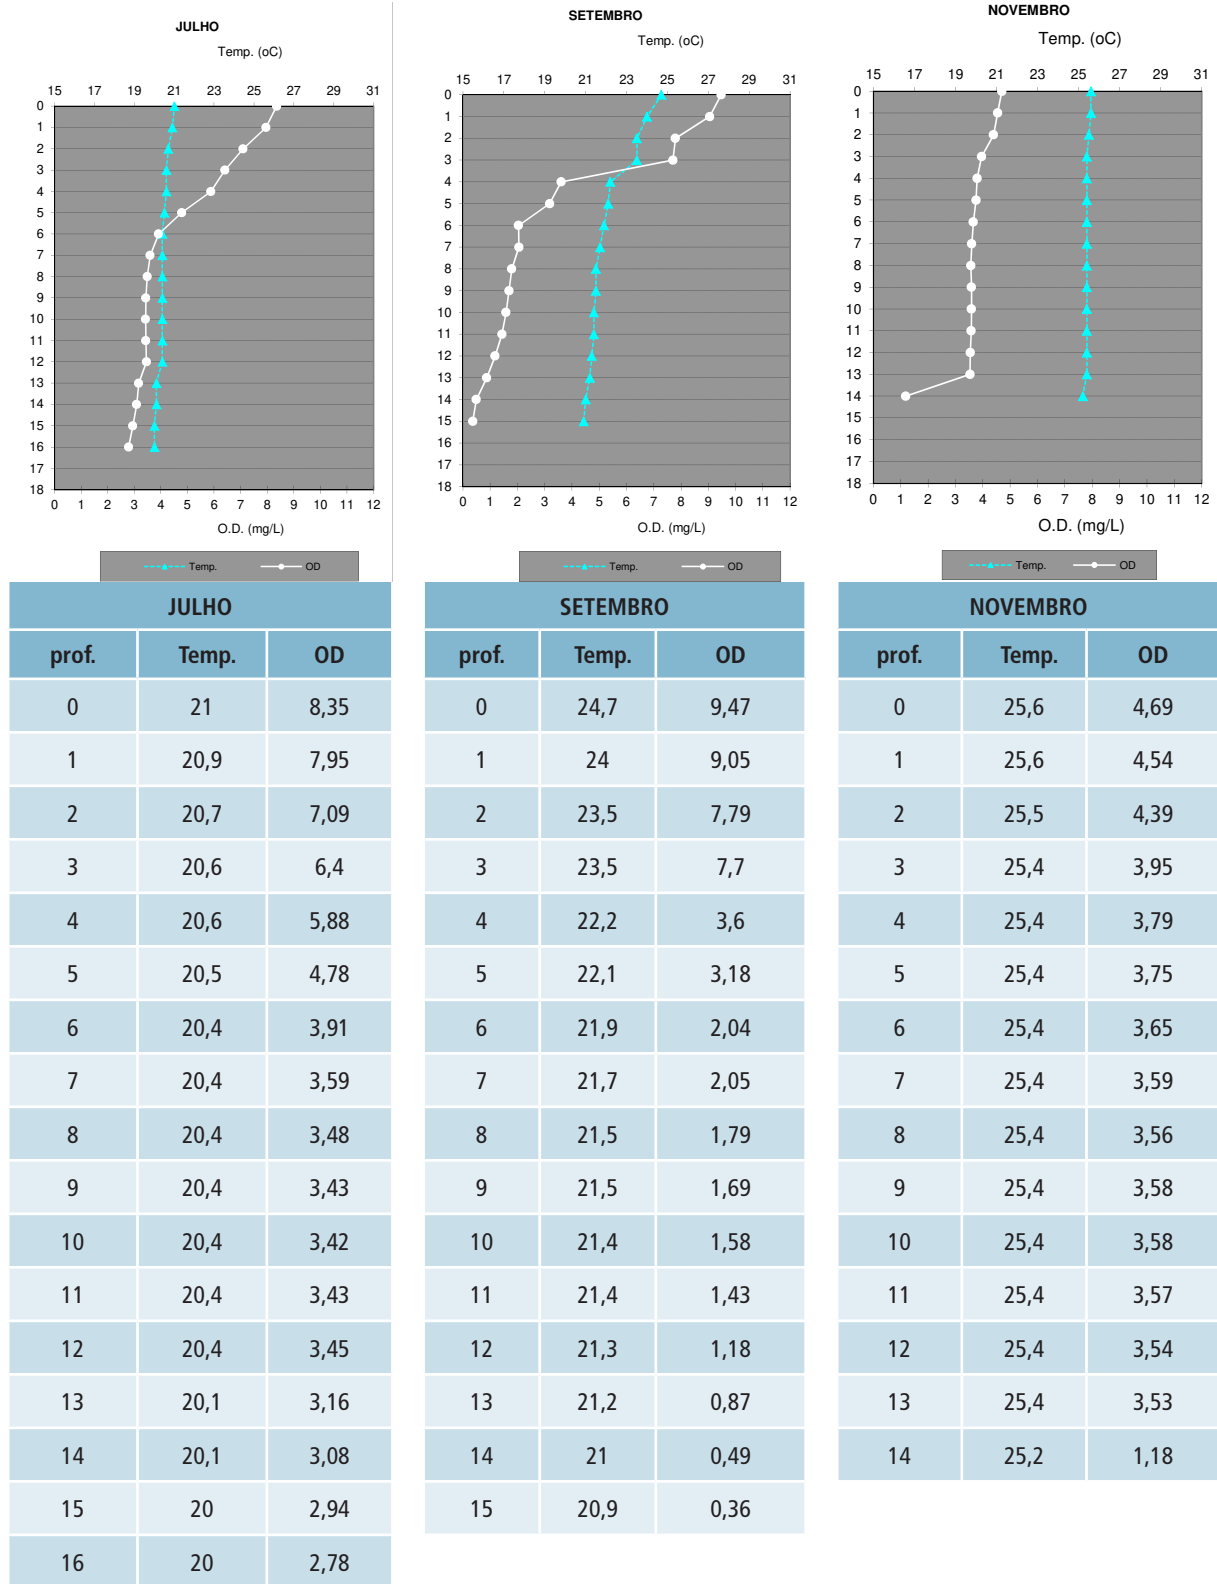 JULHO
Temp. (oC)
15 17 19 21 23 25 27 29 31
0
1
2
3
4
5
6
7
8
9
10
11
12
13
14
15
16
17
18
0 1 2 3 4 5 6 7 8 9 10 11 12
O.D. (mg/L)
Temp. OD
SETEMBRO
Temp. (oC)
15 17 19 21 23 25 27 29 31
0
1
2
3
4
5
6
7
8
9
10
11
12
13
14
15
16
17
18
0 1 2 3 4 5 6 7 8 9 10 11 12
O.D. (mg/L)
Temp. OD
NOVEMBRO
Temp. (oC)
15 17 19 21 23 25 27 29 31
0
1
2
3
4
5
6
7
8
9
10
11
12
13
14
15
16
17
18
0 1 2 3 4 5 6 7 8 9 10 11 12
O.D. (mg/L)
Temp. OD
JULHO
prof. Temp. OD
0 21 8,35
1 20,9 7,95
2 20,7 7,09
3 20,6 6,4
4 20,6 5,88
5 20,5 4,78
6 20,4 3,91
7 20,4 3,59
8 20,4 3,48
9 20,4 3,43
10 20,4 3,42
11 20,4 3,43
12 20,4 3,45
13 20,1 3,16
14 20,1 3,08
15 20 2,94
16 20 2,78
SETEMBRO
prof. Temp. OD
0 24,7 9,47
1 24 9,05
2 23,5 7,79
3 23,5 7,7
4 22,2 3,6
5 22,1 3,18
6 21,9 2,04
7 21,7 2,05
8 21,5 1,79
9 21,5 1,69
10 21,4 1,58
11 21,4 1,43
12 21,3 1,18
13 21,2 0,87
14 21 0,49
15 20,9 0,36
NOVEMBRO
prof. Temp. OD
0 25,6 4,69
1 25,6 4,54
2 25,5 4,39
3 25,4 3,95
4 25,4 3,79
5 25,4 3,75
6 25,4 3,65
7 25,4 3,59
8 25,4 3,56
9 25,4 3,58
10 25,4 3,58
11 25,4 3,57
12 25,4 3,54
13 25,4 3,53
14 25,2 1,18